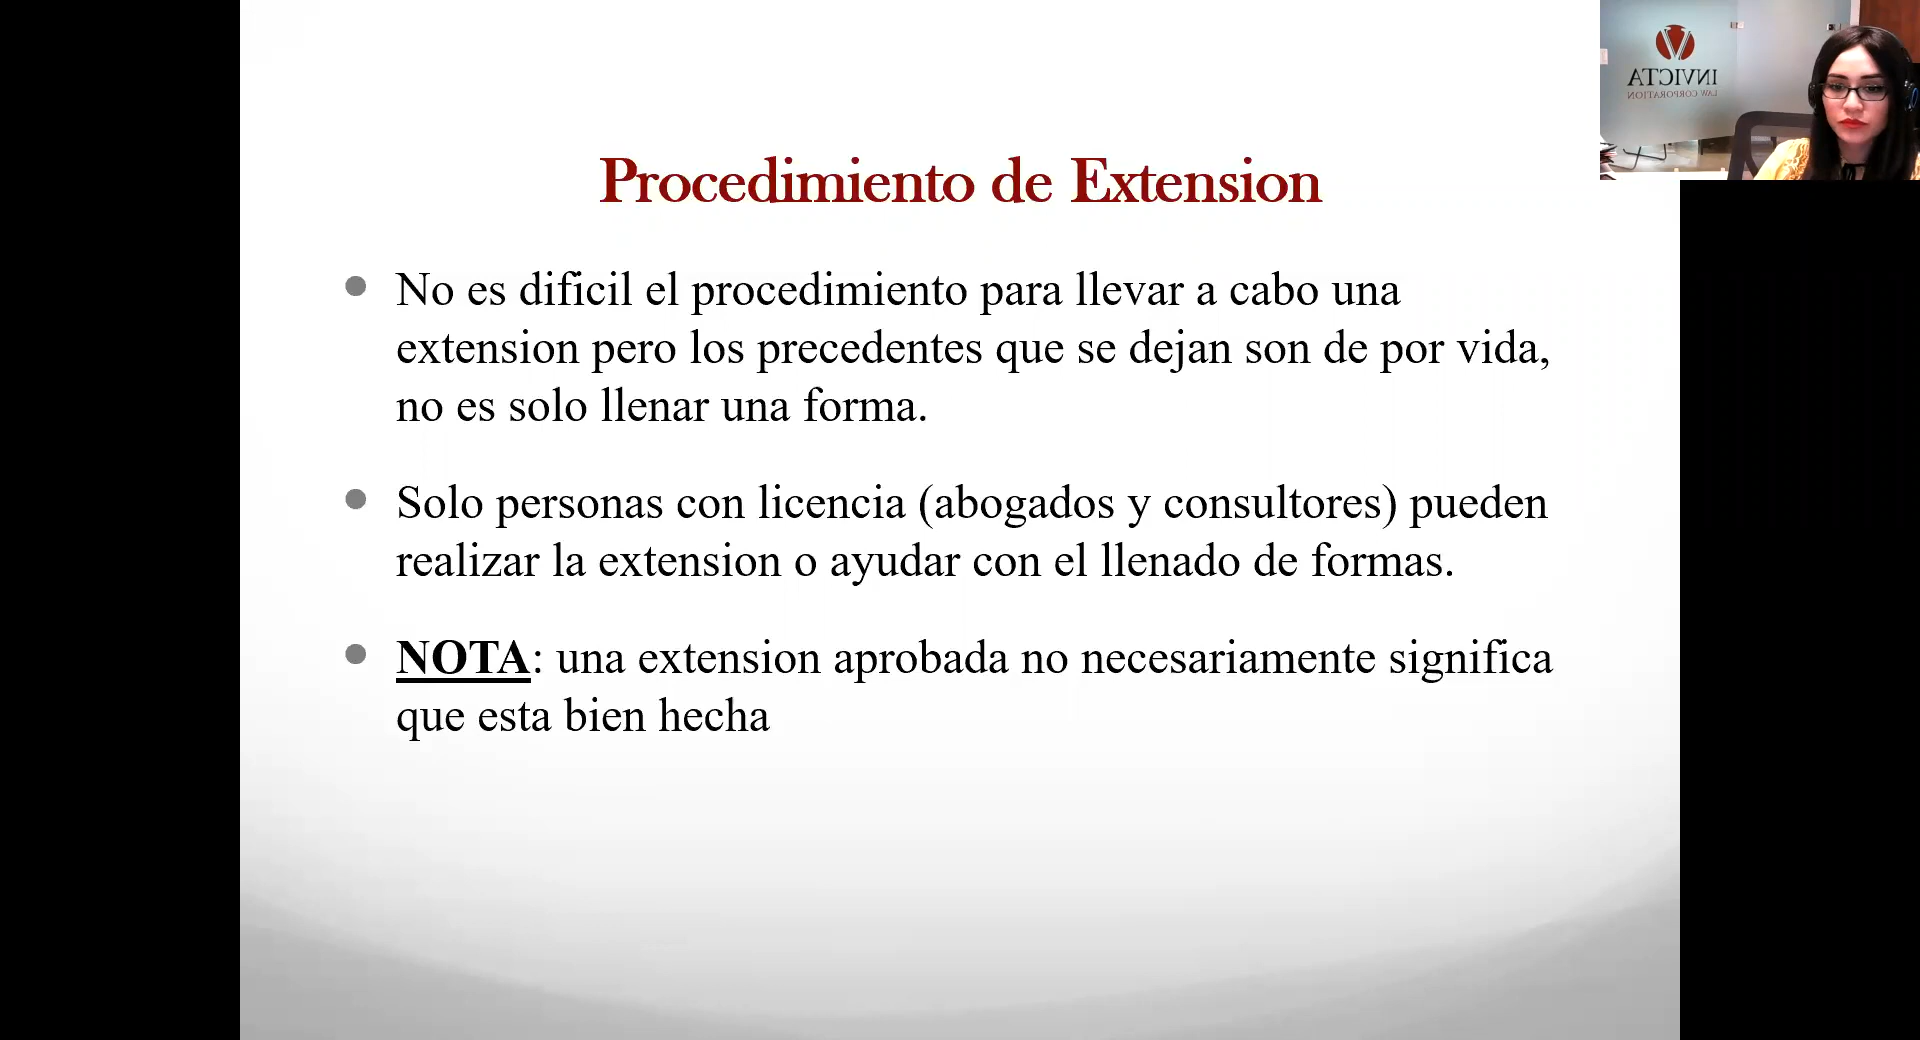 Procedimiento de Extension
No es dificil el procedimiento para llevar a cabo una
extension pero los precedentes que se dejan son de por vida,
no es solo llenar una forma.
Solo personas con licencia (abogados y consultores) pueden
realizar la extension o ayudar con el llenado de formas.
NOTA: una extension aprobada no necesariamente significa
que esta bien hecha
INVICTA
LAW CORPORATION